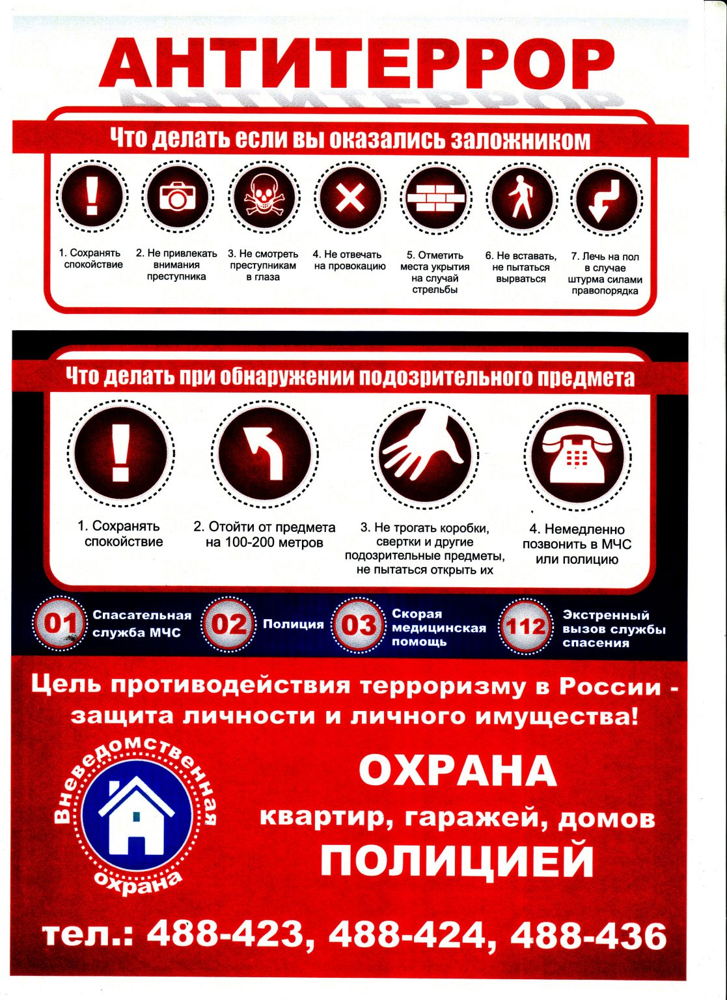 АНТИТЕРРОР
Что делать если вы оказались заложником
1. Сохранять
спокойствие
2. Не привлекать
внимания
преступника
3. Не смотреть
преступникам
в глаза
4. Не отвечать
на провокацию
5. Отметить
места укрытия
на случай
стрельбы
6. Не вставать,
не пытаться
вырваться
7. Лечь на пол
в случае
штурма силами
правопорядка
Что делать при обнаружении подозрительного предмета
1. Сохранять
спокойствие
2. Отойти от предмета
на 100-200 метров
3. Не трогать коробки,
свертки и другие
подозрительные предметы,
не пытаться открыть их
4. Немедленно
позвонить в МЧС
или полицию
01
Спасательная
служба МЧС
02
Полиция
03
Скорая
медицинская
помощь
112
Экстренный
вызов службы
спасения
Цель противодействия терроризму в России -
защита личности и личного имущества!
Вневедомственная
охрана
ОХРАНА
квартир, гаражей, домов
ПОЛИЦИЕЙ
тел.: 488-423, 488-424, 488-436